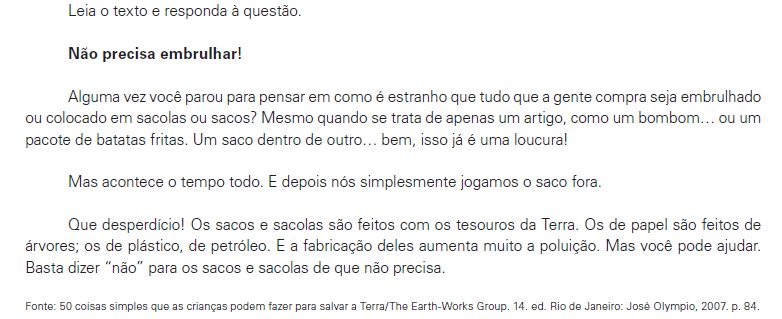 Leia o texto e responda à questão.
Não precisa embrulhar!
Alguma vez você parou para pensar em como é estranho que tudo que a gente compra seja embrulhado
ou colocado em sacolas ou sacos? Mesmo quando se trata de apenas um artigo, como um bombom… ou um
pacote de batatas fritas. Um saco dentro de outro… bem, isso já é uma loucura!
Mas acontece o tempo todo. E depois nós simplesmente jogamos o saco fora.
Que desperdício! Os sacos e sacolas são feitos com os tesouros da Terra. Os de papel são feitos de
árvores; os de plástico, de petróleo. E a fabricação deles aumenta muito a poluição. Mas você pode ajudar.
Basta dizer “não” para os sacos e sacolas de que não precisa.
Fonte: 50 coisas simples que as crianças podem fazer para salvar a Terra/The Earth-Works Group. 14. ed. Rio de Janeiro: José Olympio, 2007. p. 84.